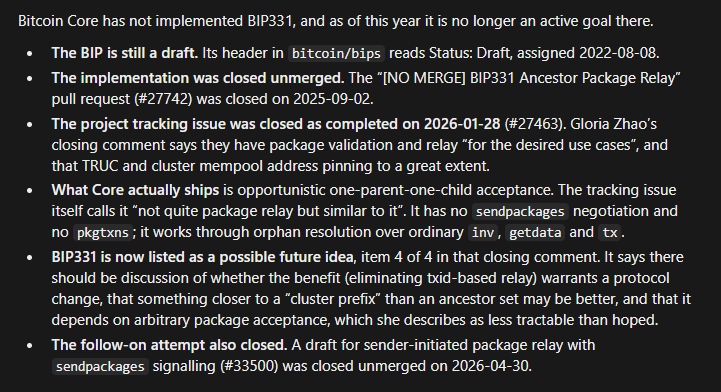 Bitcoin Core has not implemented BIP331, and as of this year it is no longer an active goal there.
• The BIP is still a draft. Its header in bitcoin/bips reads Status: Draft, assigned 2022-08-08.
• The implementation was closed unmerged. The “[NO MERGE] BIP331 Ancestor Package Relay”
pull request (#27742) was closed on 2025-09-02.
• The project tracking issue was closed as completed on 2026-01-28 (#27463). Gloria Zhao’s
closing comment says they have package validation and relay “for the desired use cases”, and
that TRUC and cluster mempool address pinning to a great extent.
• What Core actually ships is opportunistic one-parent-one-child acceptance. The tracking issue
itself calls it “not quite package relay but similar to it”. It has no sendpackages negotiation and
no pkgtxns; it works through orphan resolution over ordinary inv, getdata and tx.
• BIP331 is now listed as a possible future idea, item 4 of 4 in that closing comment. It says there
should be discussion of whether the benefit (eliminating txid-based relay) warrants a protocol
change, that something closer to a “cluster prefix” than an ancestor set may be better, and that it
depends on arbitrary package acceptance, which she describes as less tractable than hoped.
• The follow-on attempt also closed. A draft for sender-initiated package relay with
sendpackages signalling (#33500) was closed unmerged on 2026-04-30.